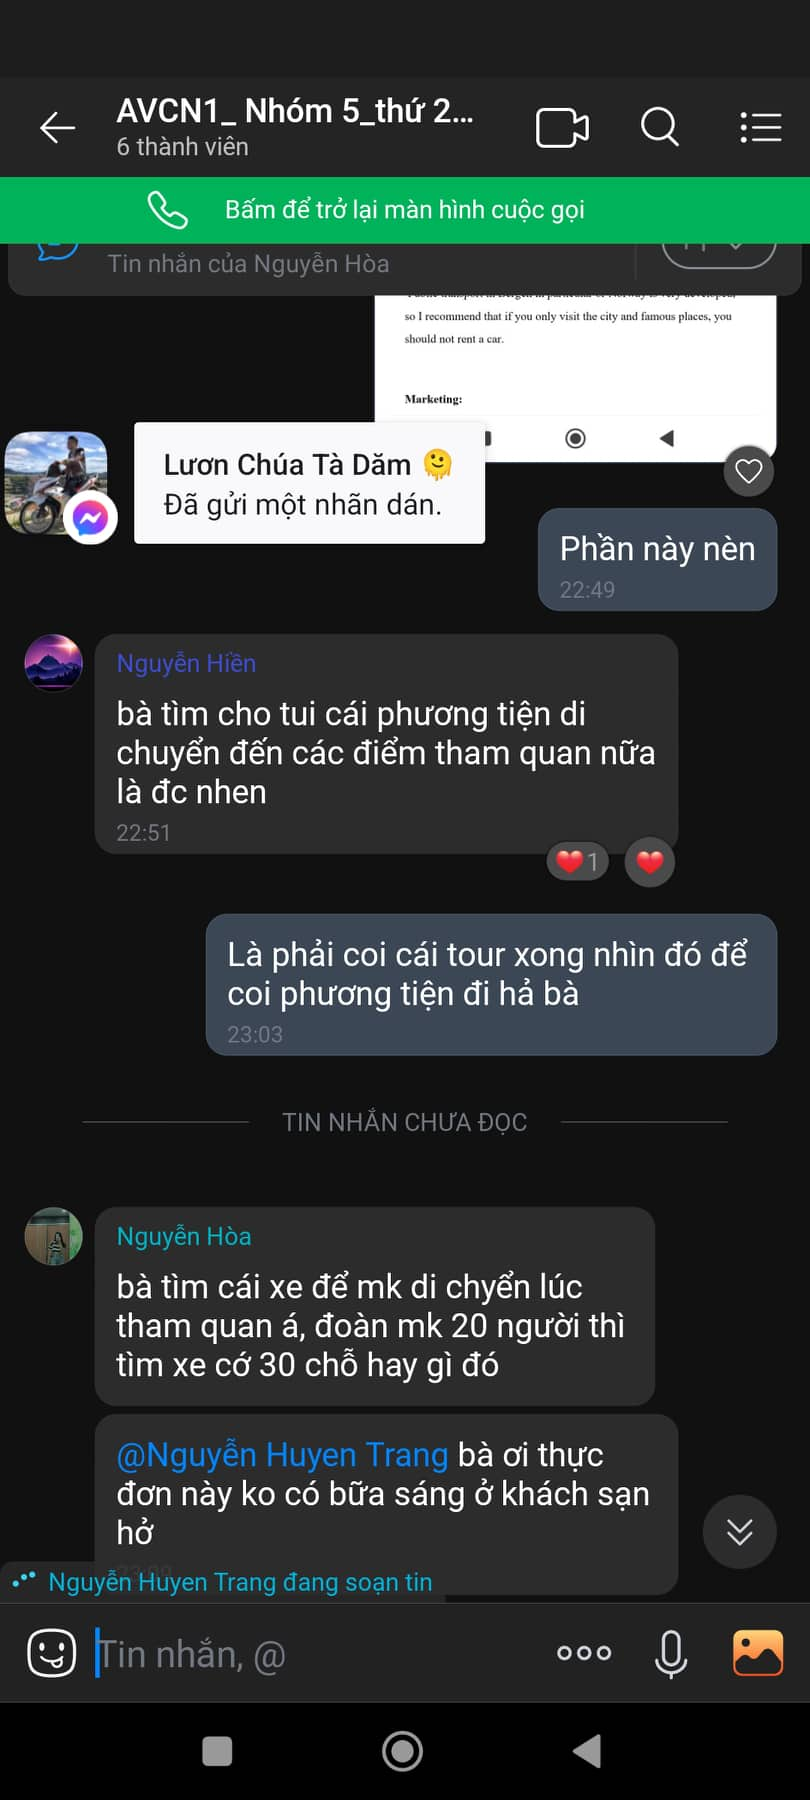 AVCN1_ Nhóm 5_thứ 2...
6 thành viên
Bấm để trở lại màn hình cuộc gọi
Tin nhắn của Nguyễn Hòa
so I recommend that if you only visit the city and famous places, you
should not rent a car.
Marketing:
Lươn Chúa Tà Dăm 🫠
Đã gửi một nhãn dán.
Phần này nèn
22:49
Nguyễn Hiền
bà tìm cho tui cái phương tiện di
chuyển đến các điểm tham quan nữa
là đc nhen
22:51
1
Là phải coi cái tour xong nhìn đó để
coi phương tiện đi hả bà
23:03
TIN NHẮN CHƯA ĐỌC
Nguyễn Hòa
bà tìm cái xe để mk di chyển lúc
tham quan á, đoàn mk 20 người thì
tìm xe cớ 30 chỗ hay gì đó
@Nguyễn Huyen Trang bà ơi thực
đơn này ko có bữa sáng ở khách sạn
hở
Nguyễn Huyen Trang đang soạn tin
Tin nhắn, @